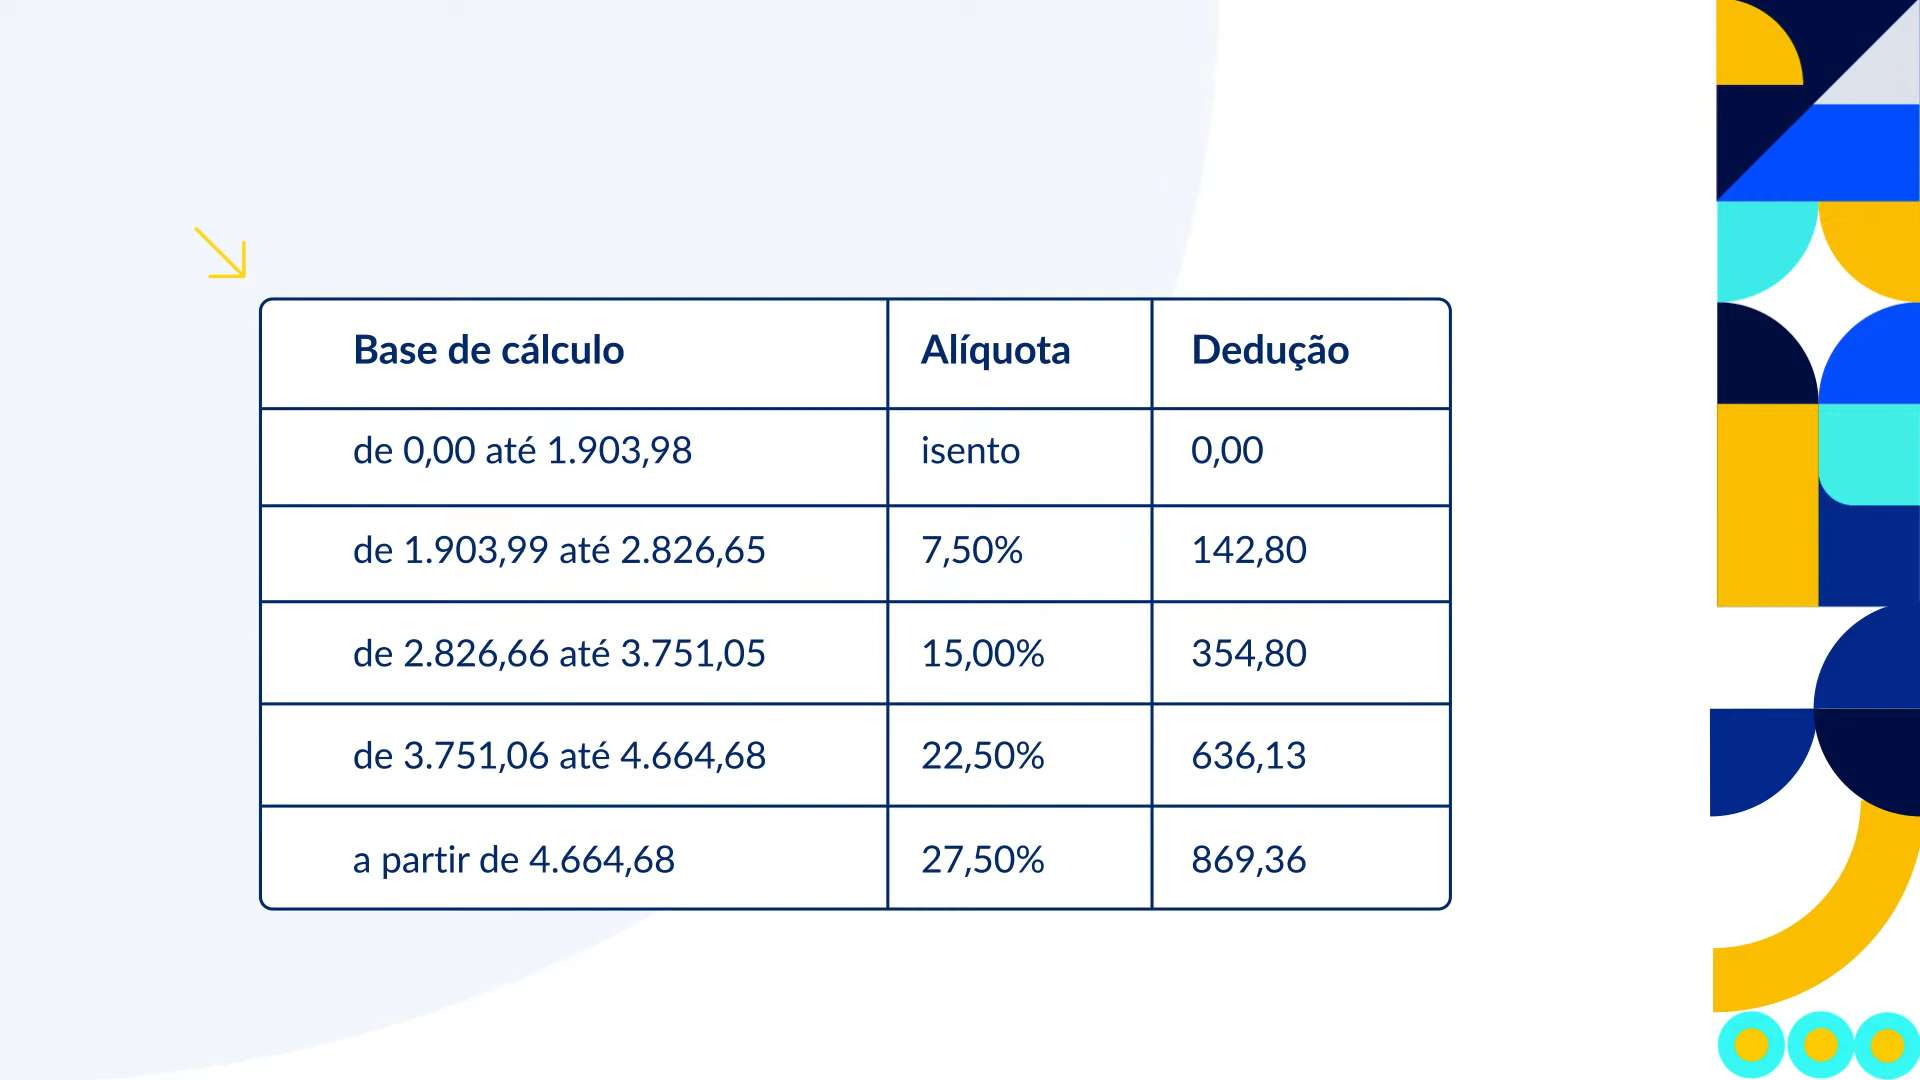 Base de cálculo Alíquota Dedução
de 0,00 até 1.903,98 isento 0,00
de 1.903,99 até 2.826,65 7,50% 142,80
de 2.826,66 até 3.751,05 15,00% 354,80
de 3.751,06 até 4.664,68 22,50% 636,13
a partir de 4.664,68 27,50% 869,36